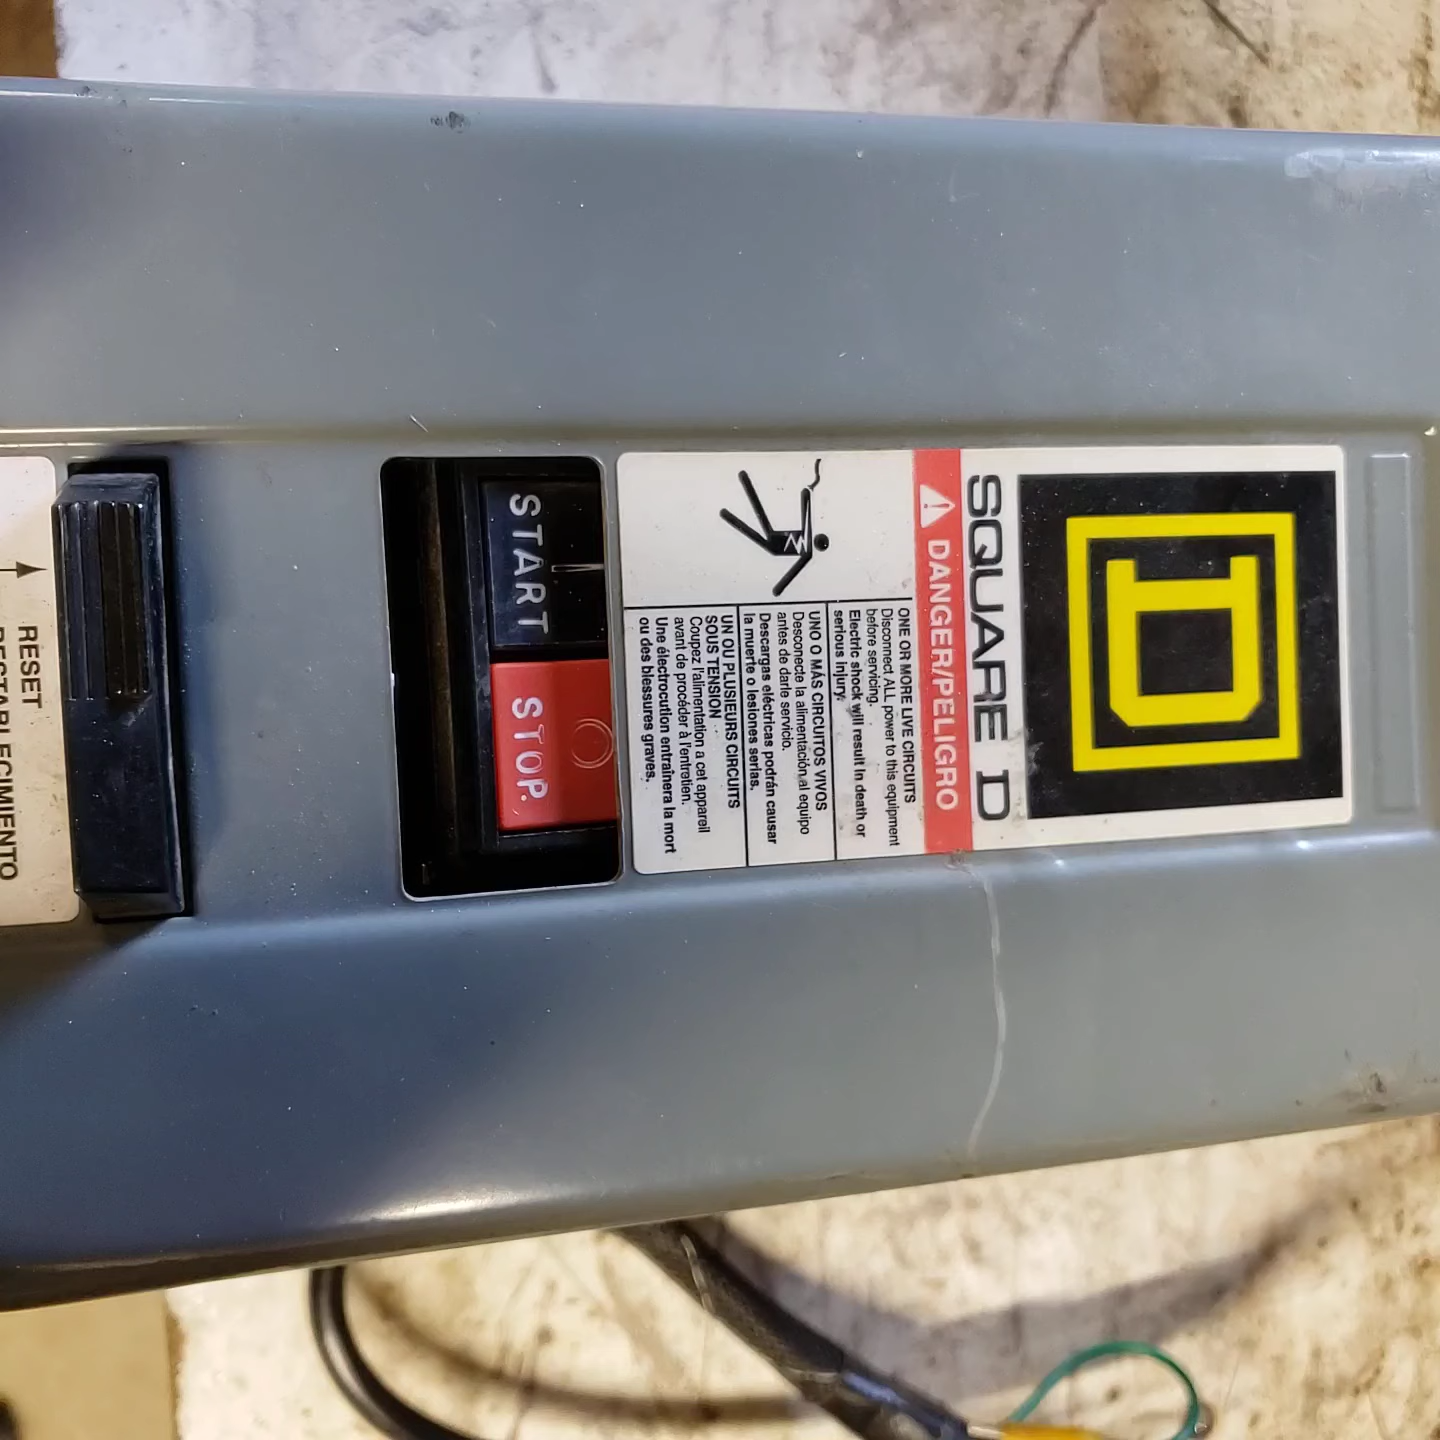 D
SQUARE D
DANGER/PELIGRO
ONE OR MORE LIVE CIRCUITS
Disconnect ALL power to this equipment
before servicing.
Electric shock will result in death or
serious injury.
UNO O MÁS CIRCUITOS VIVOS
Desconecte la alimentación al equipo
antes de darle servicio.
Descargas eléctricas podrán causar
la muerte o lesiones serias.
UN OU PLUSIEURS CIRCUITS
SOUS TENSION
Coupez l'alimentation a cet appareil
avant de procéder à l'entretien.
Une électrocution entraînera la mort
ou des blessures graves.
START
STOP
RESET
RESTABLECIMIENTO